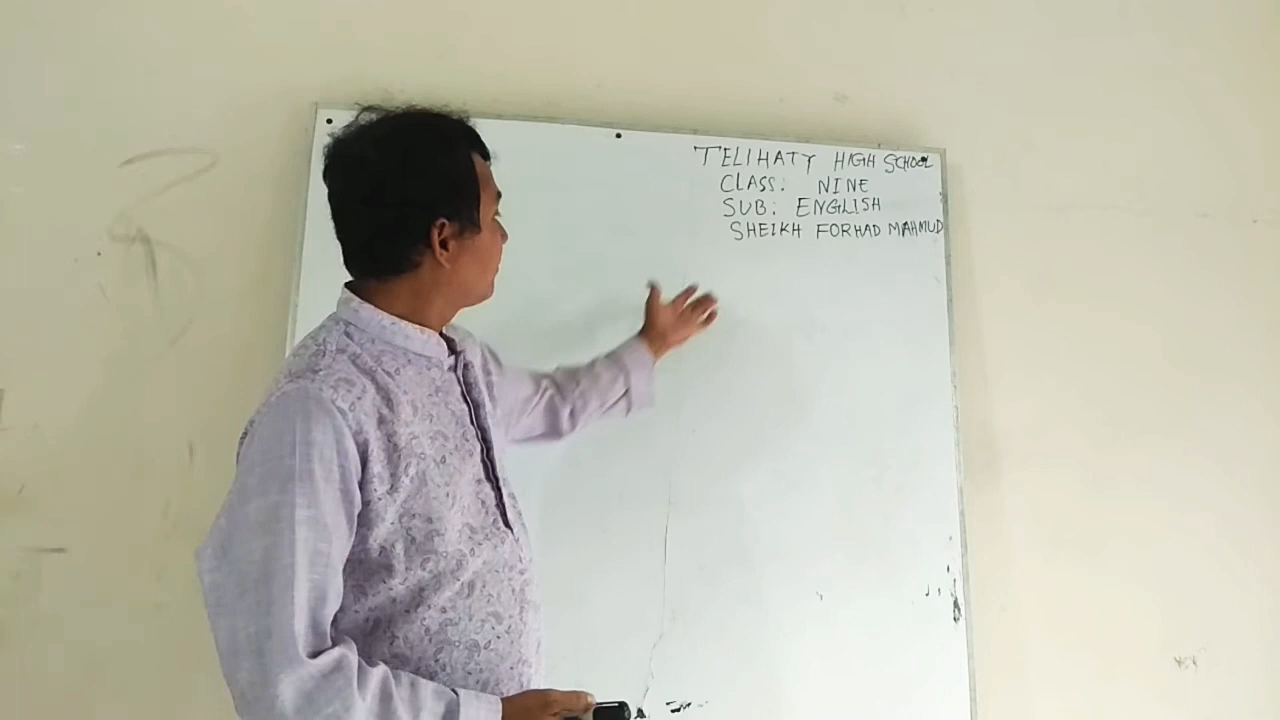 TELIHATY HIGH SCHOOL
CLASS: NINE
SUB: ENGLISH
SHEIKH FORHAD MAHMUD